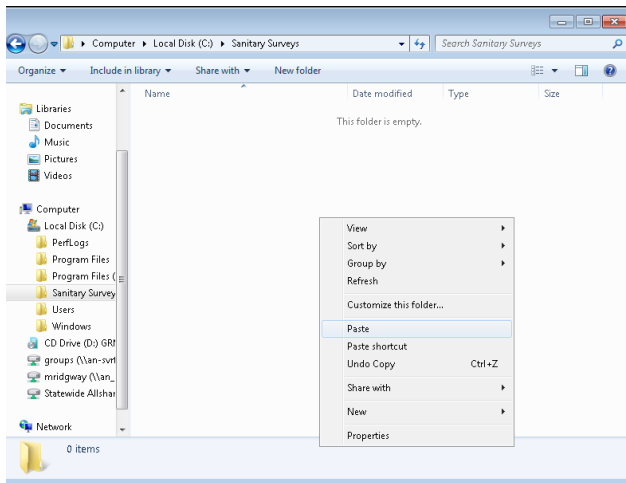 Computer ▸ Local Disk (C:) ▸ Sanitary Surveys
Search Sanitary Surveys
Organize Include in library Share with New folder
Name Date modified Type Size
This folder is empty.
Libraries
Documents
Music
Pictures
Videos
Computer
Local Disk (C:)
PerfLogs
Program Files
Program Files (
Sanitary Survey
Users
Windows
CD Drive (D:) GRM
groups (\\an-svrf
mridgway (\\an_
Statewide Allshar
Network
View
Sort by
Group by
Refresh
Customize this folder...
Paste
Paste shortcut
Undo Copy Ctrl+Z
Share with
New
Properties
0 items